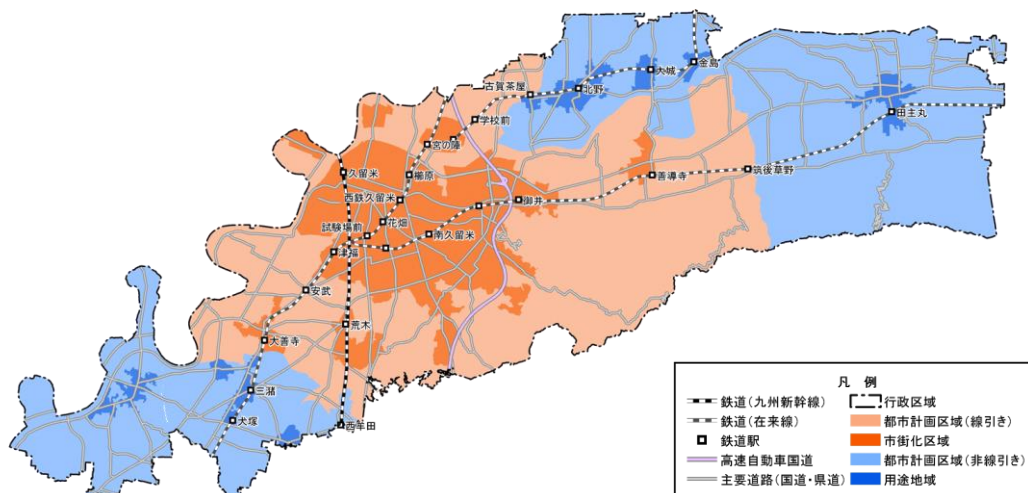 金島
大城
古賀茶屋
北野
田主丸
学校前
宮の陣
久留米
櫛原
善導寺
筑後草野
西鉄久留米
御井
花畑
試験場前
南久留米
津福
安武
荒木
大善寺
三潴
犬塚
西牟田
凡 例
鉄道(九州新幹線)
行政区域
鉄道(在来線)
都市計画区域(線引き)
鉄道駅
市街化区域
高速自動車国道
都市計画区域(非線引き)
主要道路(国道・県道)
用途地域